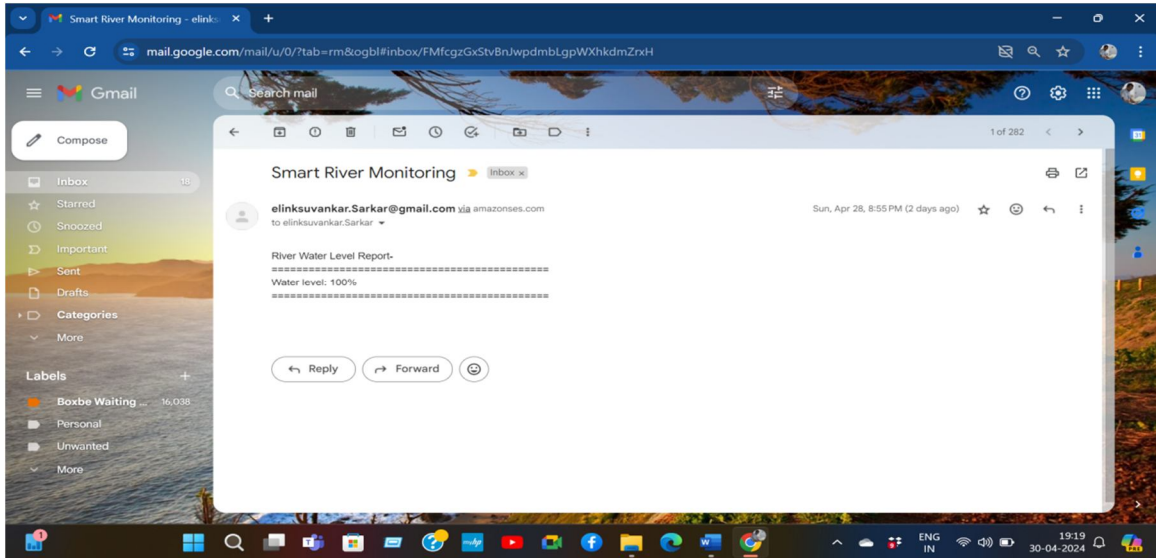 Smart River Monitoring - elinks
mail.google.com/mail/u/0/?tab=rm&ogbl#inbox/FMfcgzGxStvBnJwpdmbLgpWXhkdmZrxH
Gmail
Search mail
Compose
1 of 282
31
Smart River Monitoring
Inbox x
Inbox 18
Starred
Snoozed
Important
Sent
Drafts
Categories
More
elinksuvankar.Sarkar@gmail.com via amazonses.com
Sun, Apr 28, 8:55 PM (2 days ago)
to elinksuvankar.Sarkar
River Water Level Report-
=============================================
Water level: 100%
=============================================
Reply
Forward
Labels
Boxbe Waiting ... 16,038
Personal
Unwanted
More
1
ENG
IN
19:19
30-04-2024